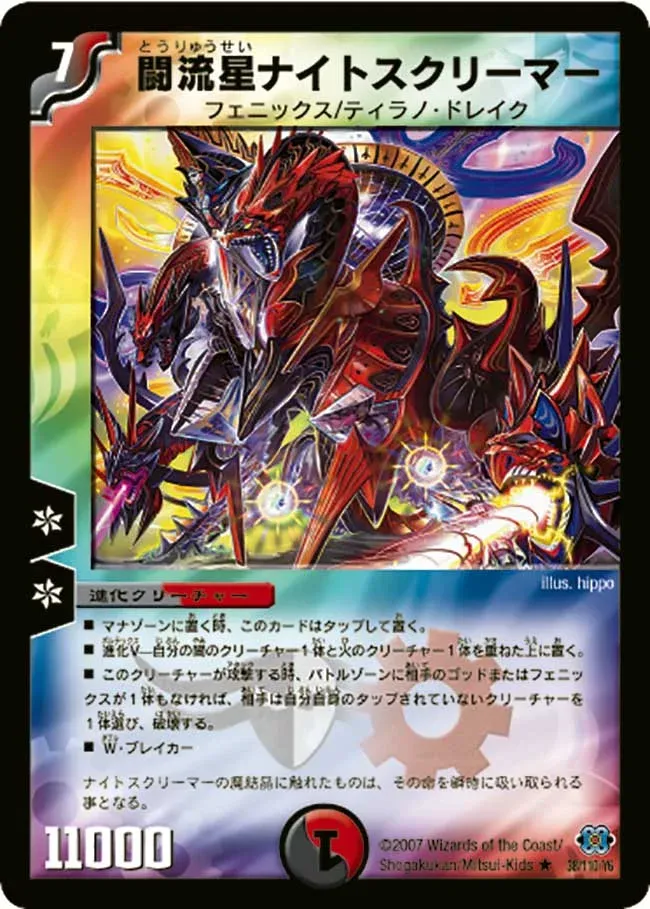 7
とうりゅうせい
闘流星ナイトスクリーマー
フェニックス/ティラノ・ドレイク
illus. hippo
進化クリーチャー
■ マナゾーンに置く時、このカードはタップして置く。
■ 進化V―自分の闇のクリーチャー1体と火のクリーチャー1体を重ねた上に置く。
■ このクリーチャーが攻撃する時、バトルゾーンに相手のゴッドまたはフェニッ
クスが1体もなければ、相手は自分自身のタップされていないクリーチャーを
1体選び、破壊する。
■ W・ブレイカー
ナイトスクリーマーの魔結晶に触れたものは、その命を瞬時に吸い取られる
事となる。
11000
1
©2007 Wizards of the Coast/
Shogakukan/Mitsui-Kids ★ 38/110 Y6